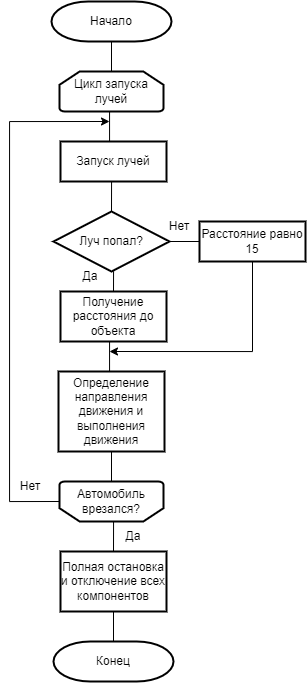 Начало
Цикл запуска
лучей
Запуск лучей
Луч попал?
Нет
Расстояние равно
15
Да
Получение
расстояния до
объекта
Определение
направления
движения и
выполнения
движения
Нет
Автомобиль
врезался?
Да
Полная остановка
и отключение всех
компонентов
Конец